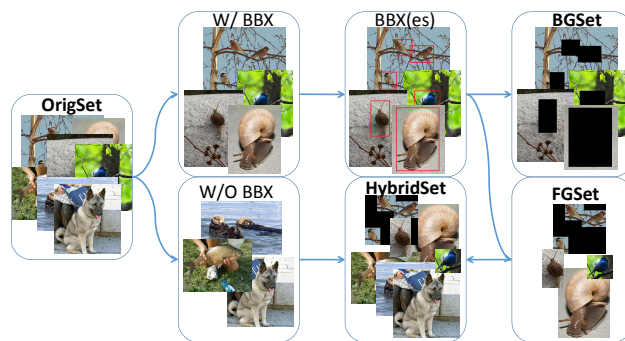 W/ BBX
BBX(es)
BGSet
OrigSet
W/O BBX
HybridSet
FGSet